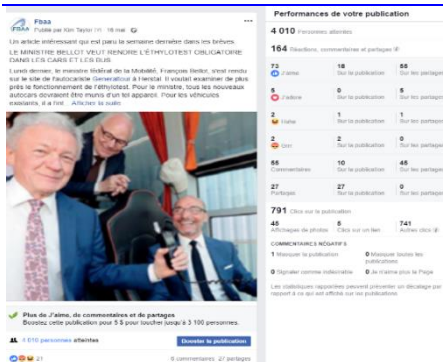 Fbaa
FBAA
Publié par Kim Taylor [?] · 18 mai
Un article intéressant qui est paru la semaine dernière dans les brèves.
LE MINISTRE BELLOT VEUT RENDRE L'ÉTHYLOTEST OBLIGATOIRE
DANS LES CARS ET LES BUS
Lundi dernier, le ministre fédéral de la Mobilité, François Bellot, s'est rendu
sur le site de l'autocariste Generaltour à Herstal. Il voulait examiner de plus
près le fonctionnement de l'éthylotest. Pour le ministre, tous les nouveaux
autocars devraient être munis d'un tel appareil. Pour les véhicules
existants, il a l'int... Afficher la suite
Plus de J'aime, de commentaires et de partages
Boostez cette publication pour 5 $ pour toucher jusqu'à 3 100 personnes.
4 010 personnes atteintes
Booster la publication
21
6 commentaires 27 partages
Performances de votre publication
4 010 Personnes atteintes
164 Réactions, commentaires et partages
73 18 55
J'aime Sur la publication Sur les partages
5 0 5
J'adore Sur la publication Sur les partages
2 1 1
Haha Sur la publication Sur les partages
2 2 0
Grrr Sur la publication Sur les partages
55 10 45
Commentaires Sur la publication Sur les partages
27 27 0
Partages Sur la publication Sur les partages
791 Clics sur la publication
45 5 741
Affichages de photos Clics sur un lien Autres clics
COMMENTAIRES NÉGATIFS
1 Masquer la publication 0 Masquer toutes les publications
0 Signaler comme indésirable 0 Je n'aime plus la Page
Les statistiques rapportées peuvent présenter un décalage par
rapport à ce qui est affiché sur les publications